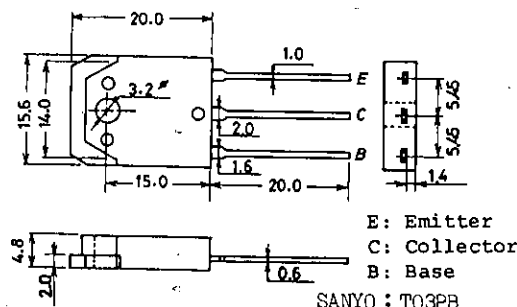 20.0
1.0
E
3.2ø
C
15.6
14.0
2.0
B
1.6
15.0
20.0
5.45
5.45
1.4
4.8
2.0
0.6
E: Emitter
C: Collector
B: Base
SANYO: TO3PB